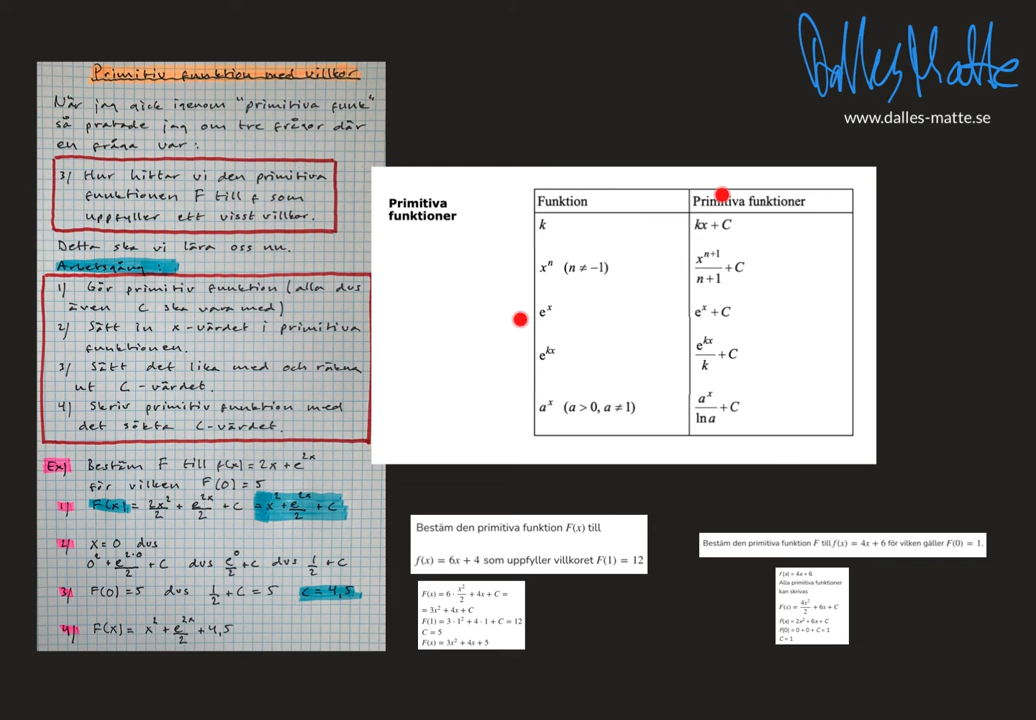 Dalles Matte
www.dalles-matte.se
Primitiv funktion med villkor
När jag gick igenom "primitiva funk"
så pratade jag om tre frågor där
en fråga var:
3) Hur hittar vi den primitiva
funktionen F till f som
uppfyller ett visst villkor.
Detta ska vi lära oss nu.
Arbetsgång:
1) Gör primitiv funktion (alla dvs
även C ska vara med)
2) Sätt in x-värdet i primitiva
funktionen.
3) Sätt det lika med och räkna
ut C-värdet.
4) Skriv primitiv funktion med
det sökta C-värdet.
Ex) Bestäm F till f(x) = 2x + e^{2x}
för vilken F(0) = 5
1) F(x) = 2x²/2 + e^{2x}/2 + C = x² + e^{2x}/2 + C
2) x = 0 dvs
0² + e^{2·0}/2 + C dvs e⁰/2 + C dvs 1/2 + C
3) F(0) = 5 dvs 1/2 + C = 5 C = 4,5
4) F(x) = x² + e^{2x}/2 + 4,5
Primitiva
funktioner
Funktion Primitiva funktioner
k kx + C
xⁿ (n ≠ −1) x^{n+1}/n+1 + C
eˣ eˣ + C
e^{kx} e^{kx}/k + C
aˣ (a > 0, a ≠ 1) aˣ/ln a + C
Bestäm den primitiva funktion F(x) till
f(x) = 6x + 4 som uppfyller villkoret F(1) = 12
F(x) = 6 · x²/2 + 4x + C =
= 3x² + 4x + C
F(1) = 3 · 1² + 4 · 1 + C = 12
C = 5
F(x) = 3x² + 4x + 5
Bestäm den primitiva funktion F till f(x) = 4x + 6 för vilken gäller F(0) = 1.
f(x) = 4x + 6
Alla primitiva funktioner
kan skrivas
F(x) = 4x²/2 + 6x + C
F(x) = 2x² + 6x + C
F(0) = 0 + 0 + C = 1
C = 1